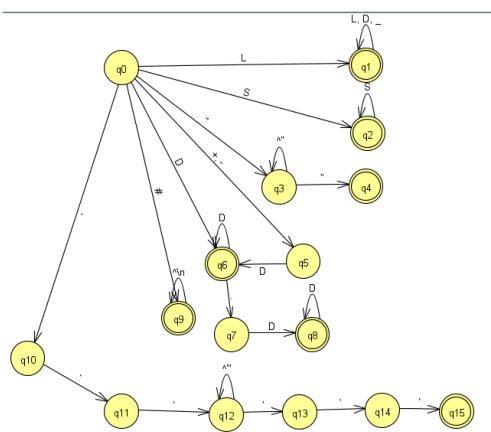 L, D, _
q0
L
q1
S
S
q2
"
^"
q3
"
q4
+, -
D
#
'
D
q6
D
q5
.
^\n
q9
q7
D
D
q8
q10
'
q11
'
^''
q12
'
q13
'
q14
'
q15